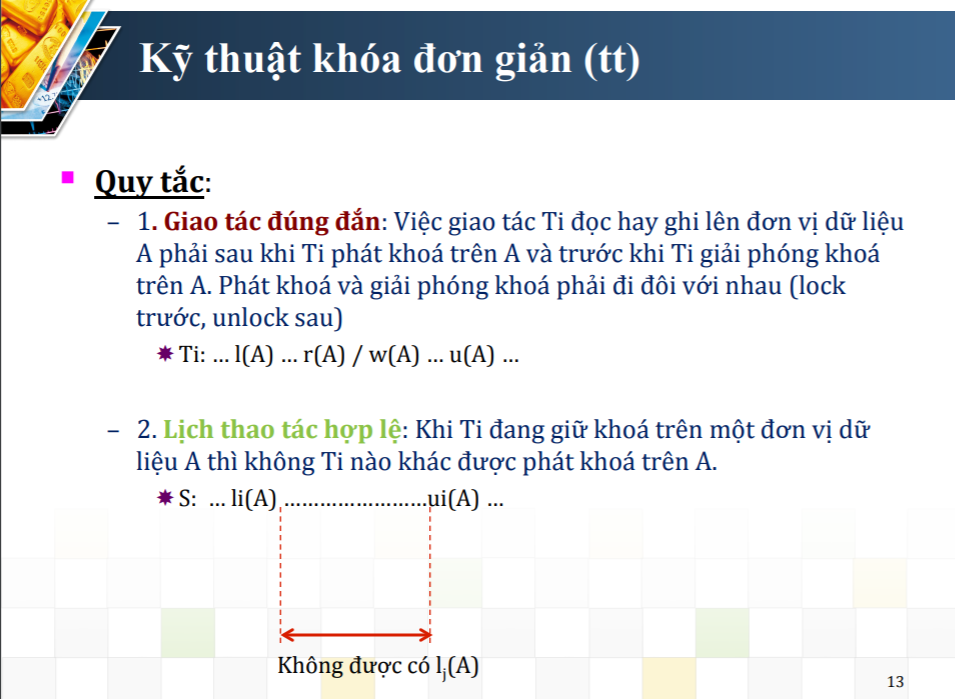 Kỹ thuật khóa đơn giản (tt)
Quy tắc:
– 1. Giao tác đúng đắn: Việc giao tác Ti đọc hay ghi lên đơn vị dữ liệu
A phải sau khi Ti phát khoá trên A và trước khi Ti giải phóng khoá
trên A. Phát khoá và giải phóng khoá phải đi đôi với nhau (lock
trước, unlock sau)
Ti: ... l(A) ... r(A) / w(A) ... u(A) ...
– 2. Lịch thao tác hợp lệ: Khi Ti đang giữ khoá trên một đơn vị dữ
liệu A thì không Ti nào khác được phát khoá trên A.
S: ... li(A) ........................ui(A) ...
Không được có lj(A)
13